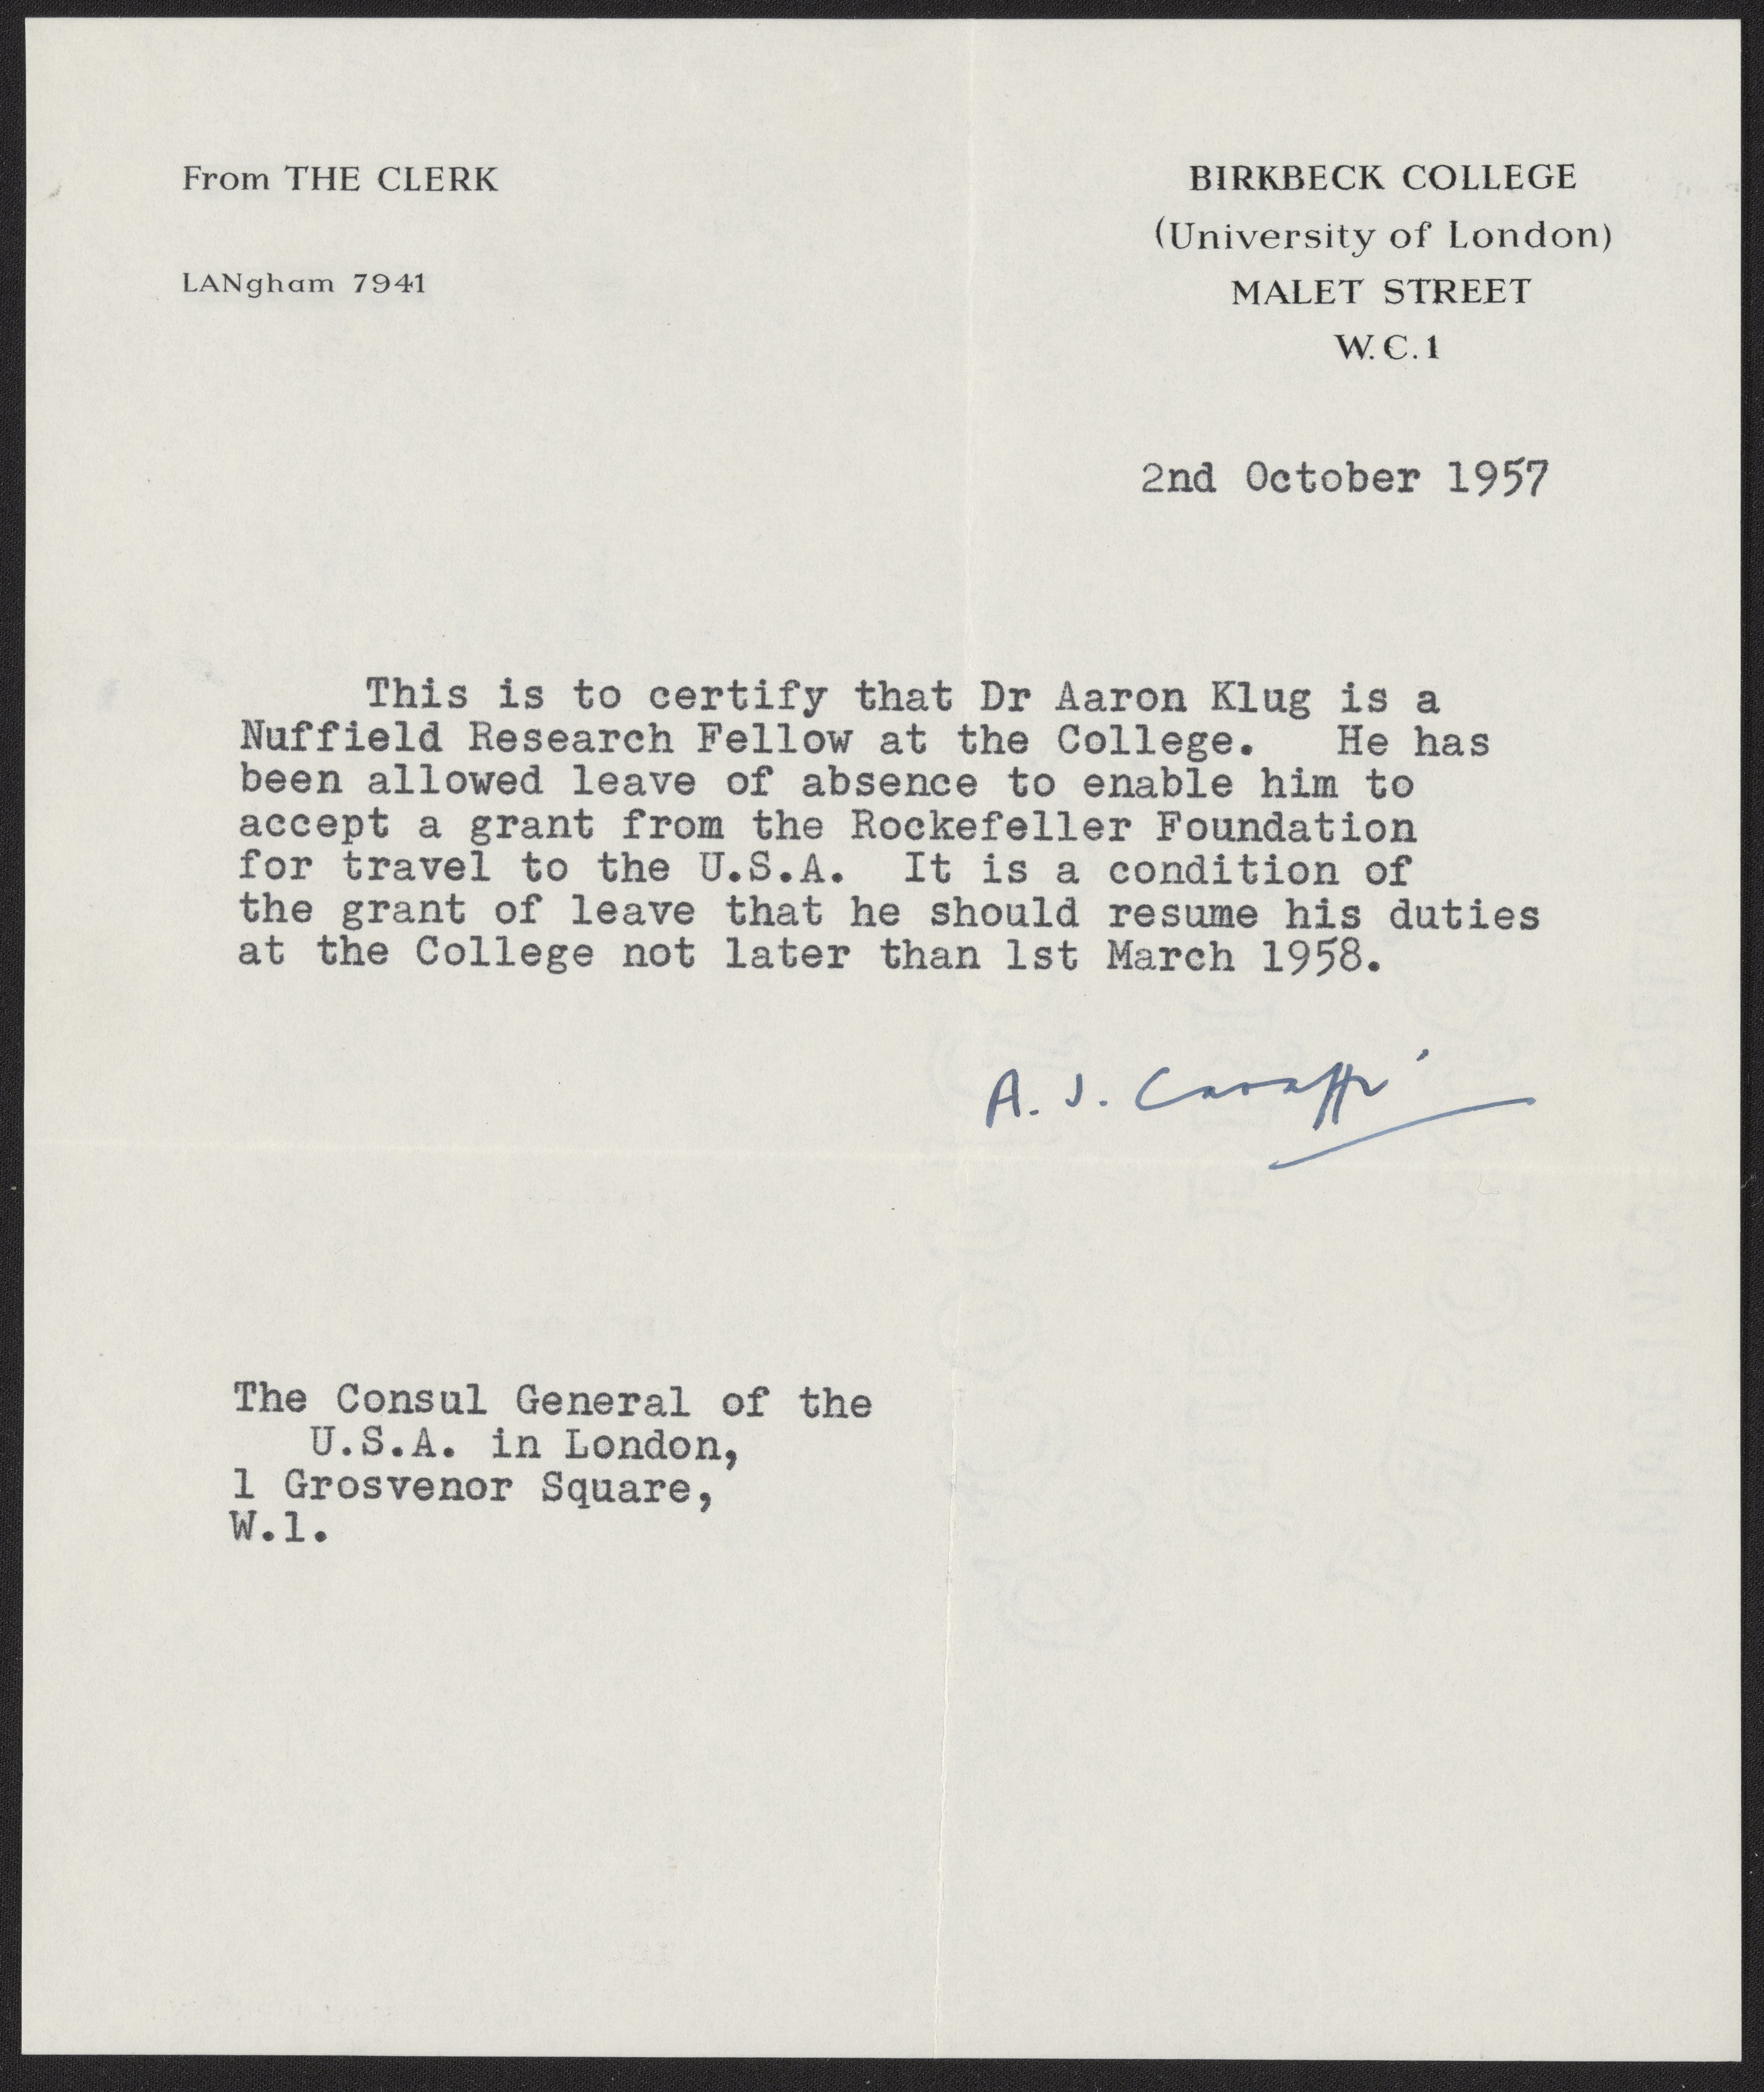 From THE CLERK
LANgham 7941
BIRKBECK COLLEGE
(University of London)
MALET STREET
W.C.1
2nd October 1957
This is to certify that Dr Aaron Klug is a
Nuffield Research Fellow at the College. He has
been allowed leave of absence to enable him to
accept a grant from the Rockefeller Foundation
for travel to the U.S.A. It is a condition of
the grant of leave that he should resume his duties
at the College not later than 1st March 1958.
A. J. Caraffi
The Consul General of the
U.S.A. in London,
1 Grosvenor Square,
W.1.